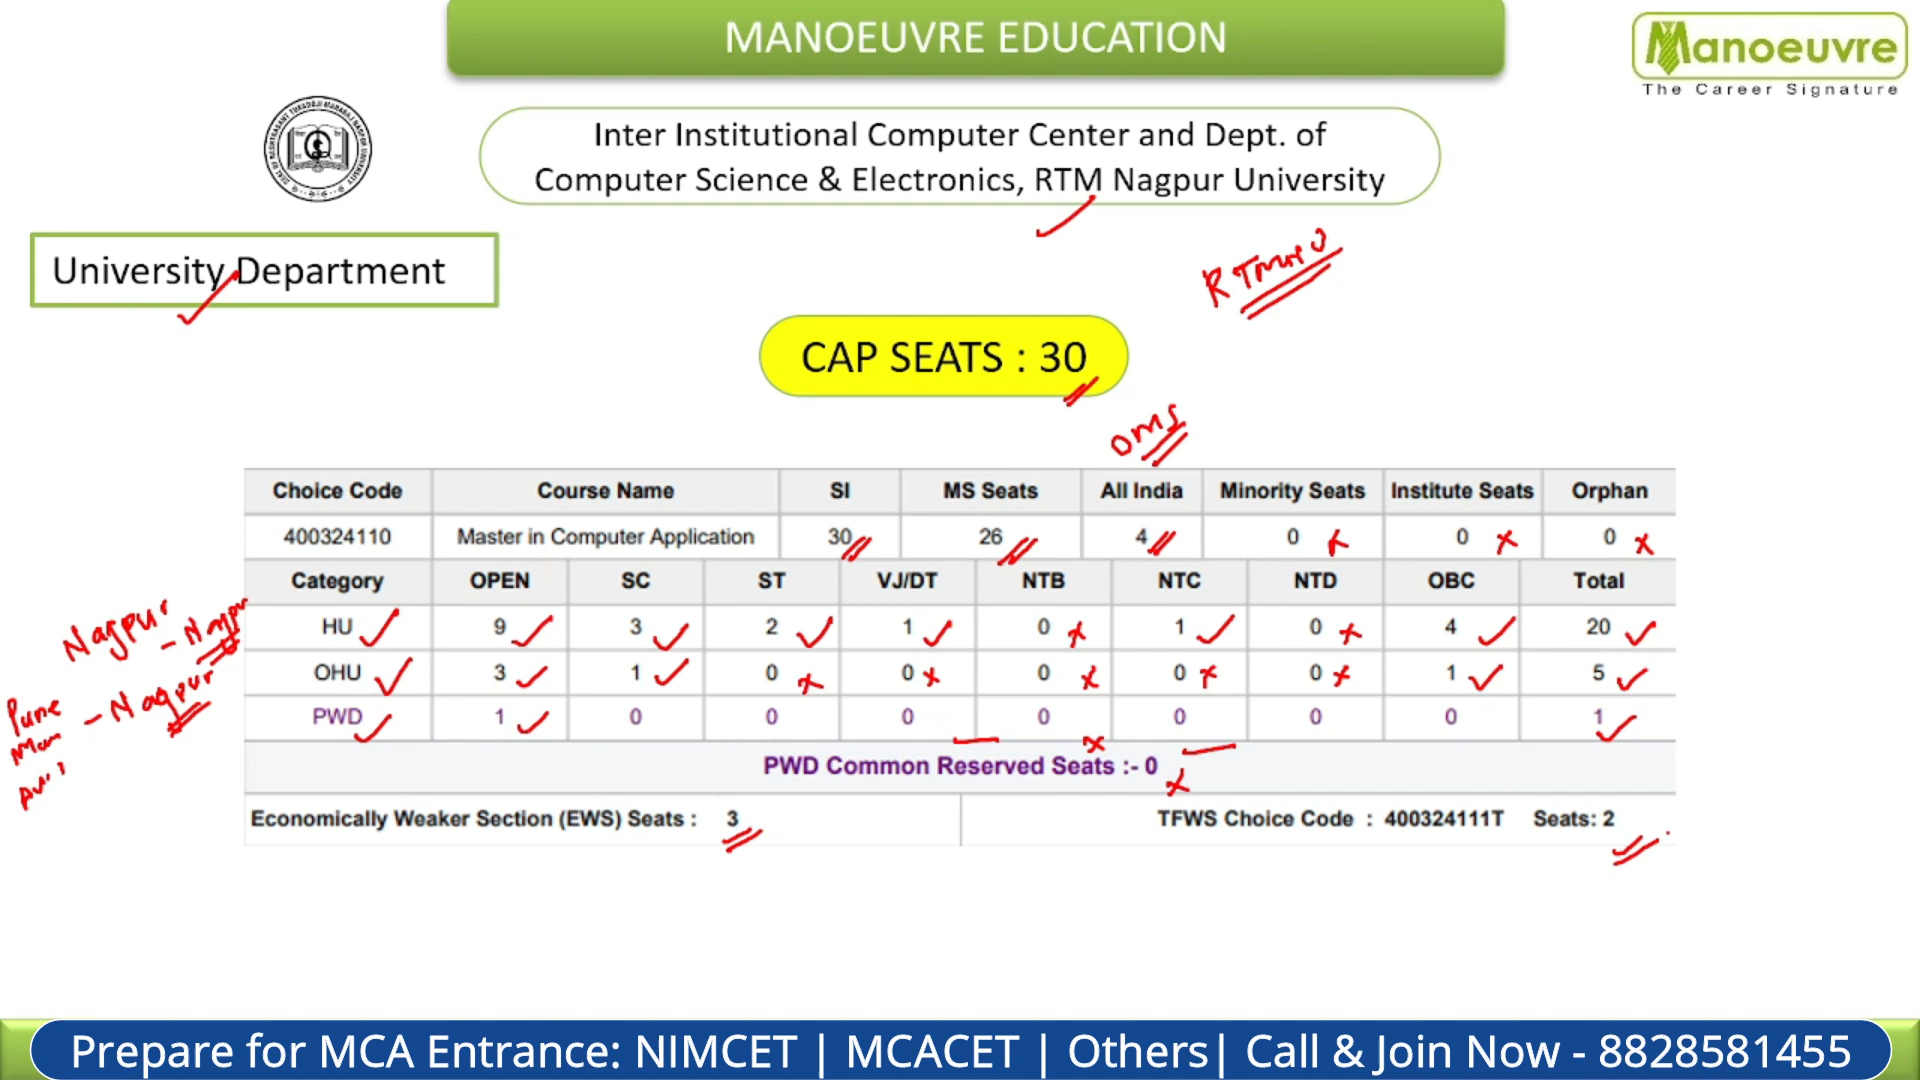 MANOEUVRE EDUCATION
Manoeuvre
The Career Signature
Inter Institutional Computer Center and Dept. of
Computer Science & Electronics, RTM Nagpur University
University Department
RTMNU
CAP SEATS : 30
OMS
Choice Code Course Name SI MS Seats All India Minority Seats Institute Seats Orphan
400324110 Master in Computer Application 30 26 4 0 0 0
Category OPEN SC ST VJ/DT NTB NTC NTD OBC Total
HU 9 3 2 1 0 1 0 4 20
OHU 3 1 0 0 0 0 0 1 5
PWD 1 0 0 0 0 0 0 0 1
PWD Common Reserved Seats :- 0
Economically Weaker Section (EWS) Seats : 3 TFWS Choice Code : 400324111T Seats: 2
Nagpur - Nagpur
Pune - Nagpur
Prepare for MCA Entrance: NIMCET | MCACET | Others| Call & Join Now - 8828581455